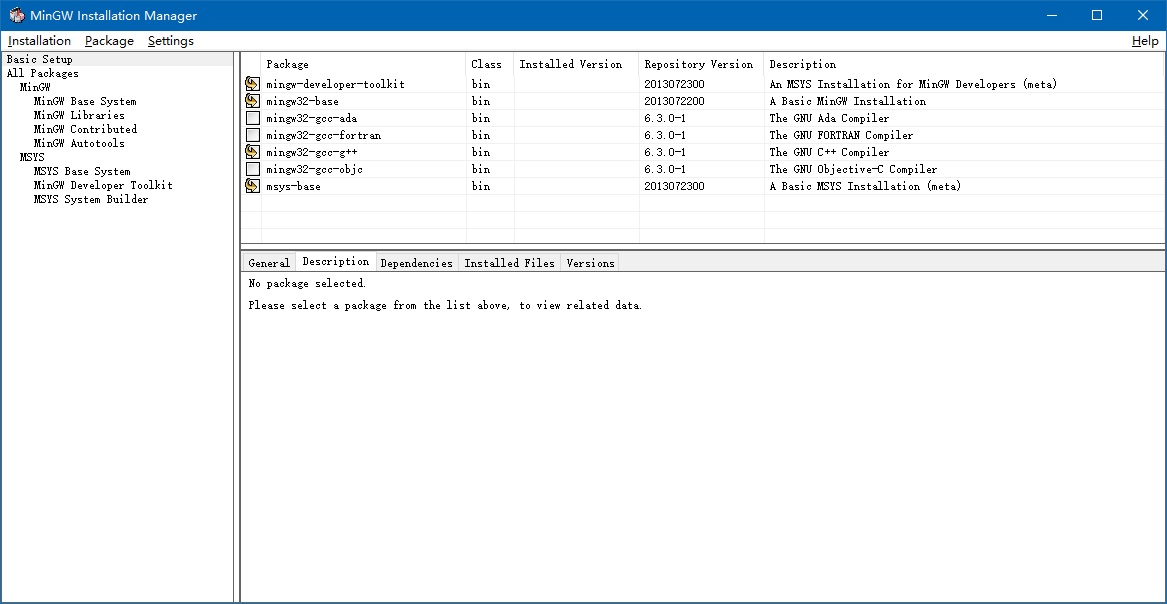 MinGW Installation Manager
Installation Package Settings Help
Basic Setup
All Packages
MinGW
MinGW Base System
MinGW Libraries
MinGW Contributed
MinGW Autotools
MSYS
MSYS Base System
MinGW Developer Toolkit
MSYS System Builder
Package Class Installed Version Repository Version Description
mingw-developer-toolkit bin 2013072300 An MSYS Installation for MinGW Developers (meta)
mingw32-base bin 2013072200 A Basic MinGW Installation
mingw32-gcc-ada bin 6.3.0-1 The GNU Ada Compiler
mingw32-gcc-fortran bin 6.3.0-1 The GNU FORTRAN Compiler
mingw32-gcc-g++ bin 6.3.0-1 The GNU C++ Compiler
mingw32-gcc-objc bin 6.3.0-1 The GNU Objective-C Compiler
msys-base bin 2013072300 A Basic MSYS Installation (meta)
General Description Dependencies Installed Files Versions
No package selected.
Please select a package from the list above, to view related data.